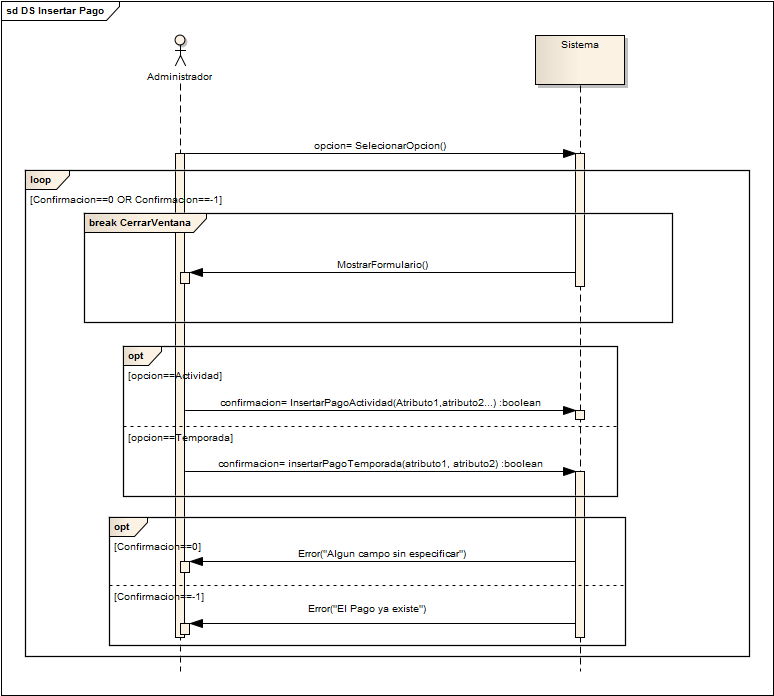 sd DS Insertar Pago
Administrador
Sistema
opcion= SelecionarOpcion()
loop
[Confirmacion==0 OR Confirmacion==-1]
break CerrarVentana
MostrarFormulario()
opt
[opcion==Actividad]
confirmacion= InsertarPagoActividad(Atributo1,atributo2...) :boolean
[opcion==Temporada]
confirmacion= insertarPagoTemporada(atributo1, atributo2) :boolean
opt
[Confirmacion==0]
Error("Algun campo sin especificar")
[Confirmacion==-1]
Error("El Pago ya existe")